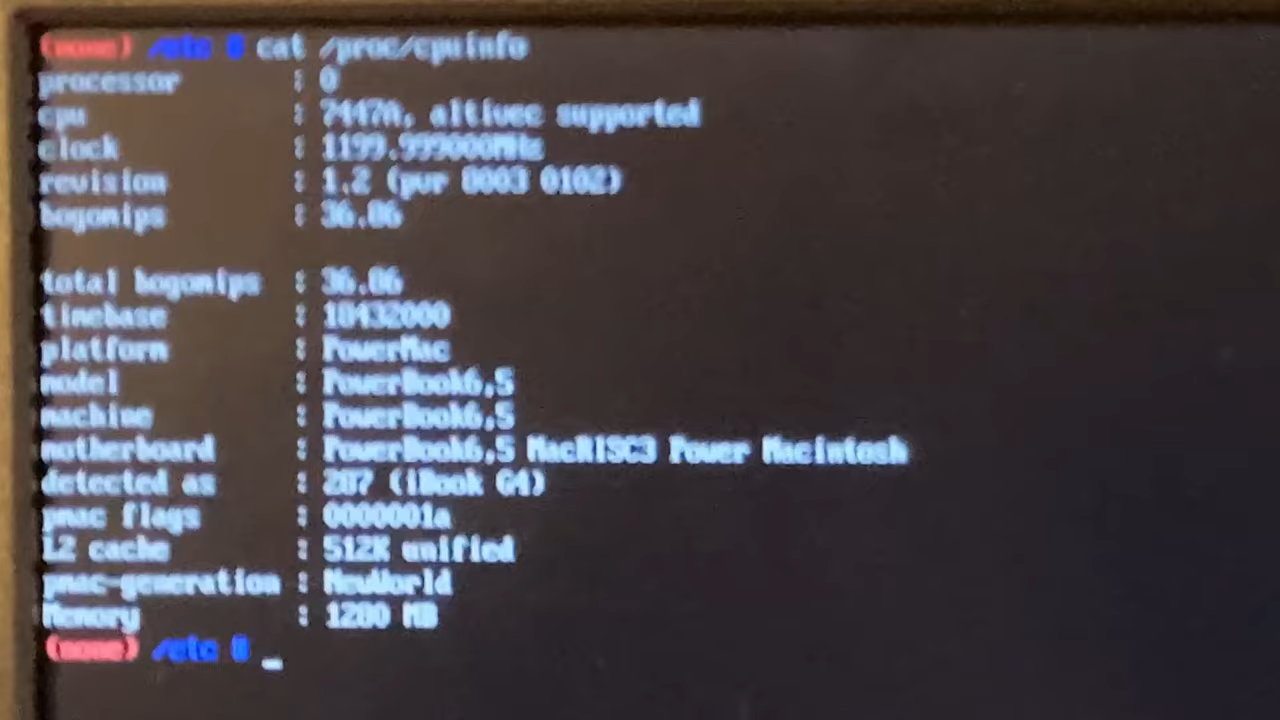 (none) /etc # cat /proc/cpuinfo
processor : 0
cpu : 7447A, altivec supported
clock : 1199.999000MHz
revision : 1.2 (pvr 8003 0102)
bogomips : 36.86
total bogomips : 36.86
timebase : 18432000
platform : PowerMac
model : PowerBook6,5
machine : PowerBook6,5
motherboard : PowerBook6,5 MacRISC3 Power Macintosh
detected as : 287 (iBook G4)
pmac flags : 0000001a
L2 cache : 512K unified
pmac-generation : NewWorld
Memory : 1280 MB
(none) /etc # _